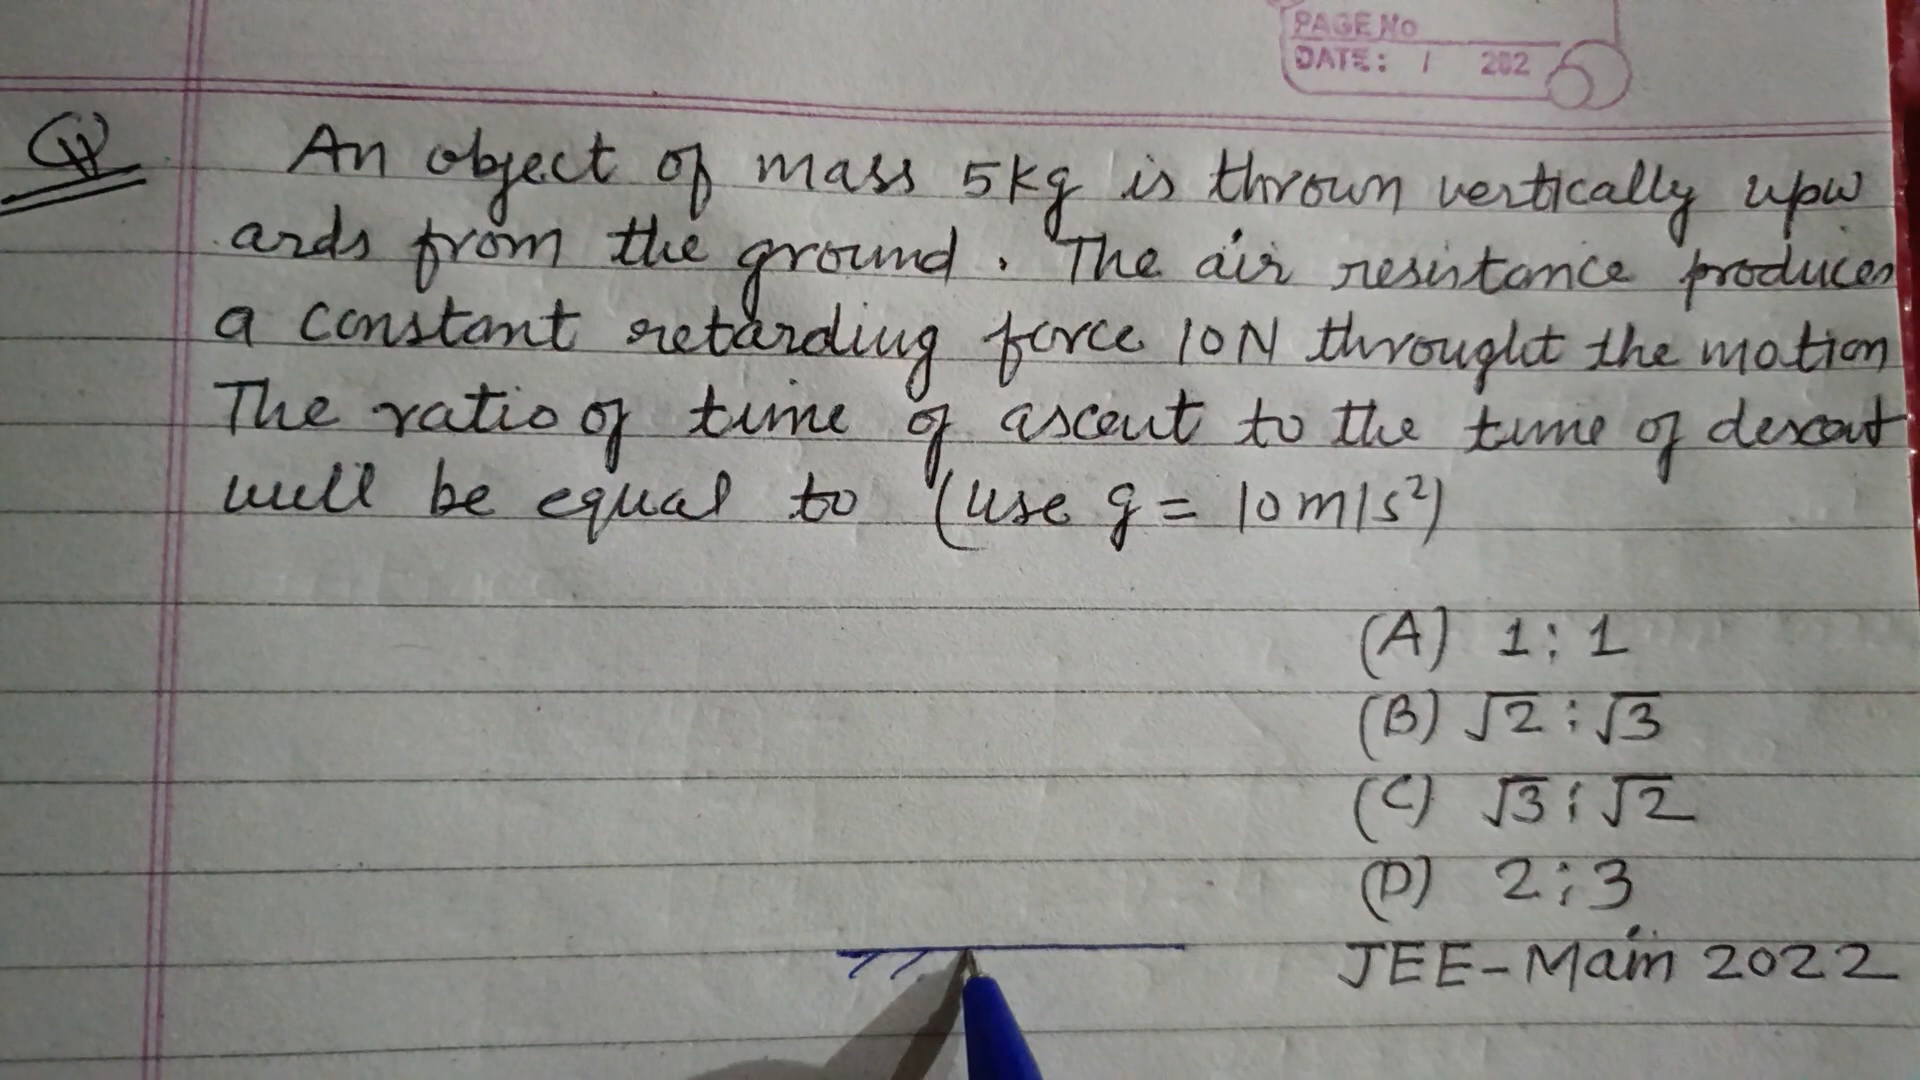 PAGE No
DATE: / 202
Q
An object of mass 5kg is thrown vertically upw
ards from the ground. The air resistance produces
a constant retarding force 10N throught the motion
The ratio of time of ascent to the time of descent
will be equal to (use g = 10m/s²)
(A) 1:1
(B) √2:√3
(C) √3:√2
(D) 2:3
JEE-Main 2022